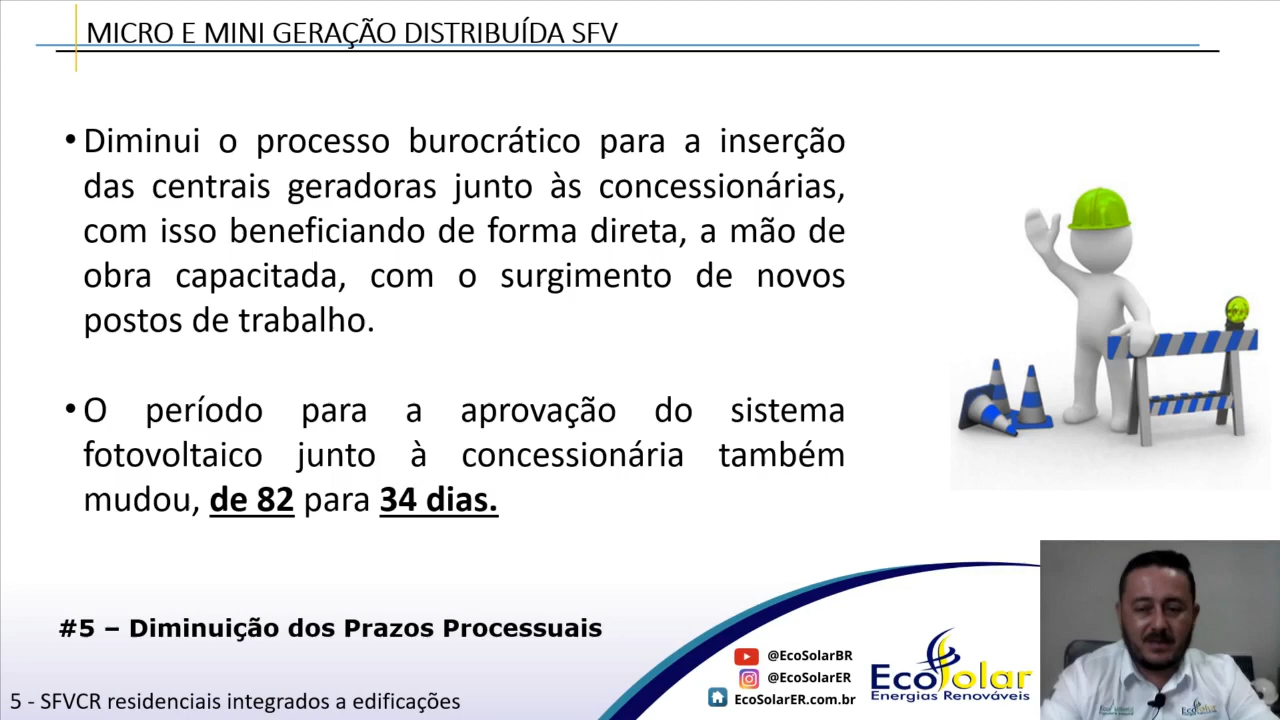 MICRO E MINI GERAÇÃO DISTRIBUÍDA SFV
• Diminui o processo burocrático para a inserção
das centrais geradoras junto às concessionárias,
com isso beneficiando de forma direta, a mão de
obra capacitada, com o surgimento de novos
postos de trabalho.
• O período para a aprovação do sistema
fotovoltaico junto à concessionária também
mudou, de 82 para 34 dias.
#5 – Diminuição dos Prazos Processuais
@EcoSolarBR
@EcoSolarER
EcoSolarER.com.br
EcoSolar
Energias Renováveis
5 - SFVCR residenciais integrados a edificações